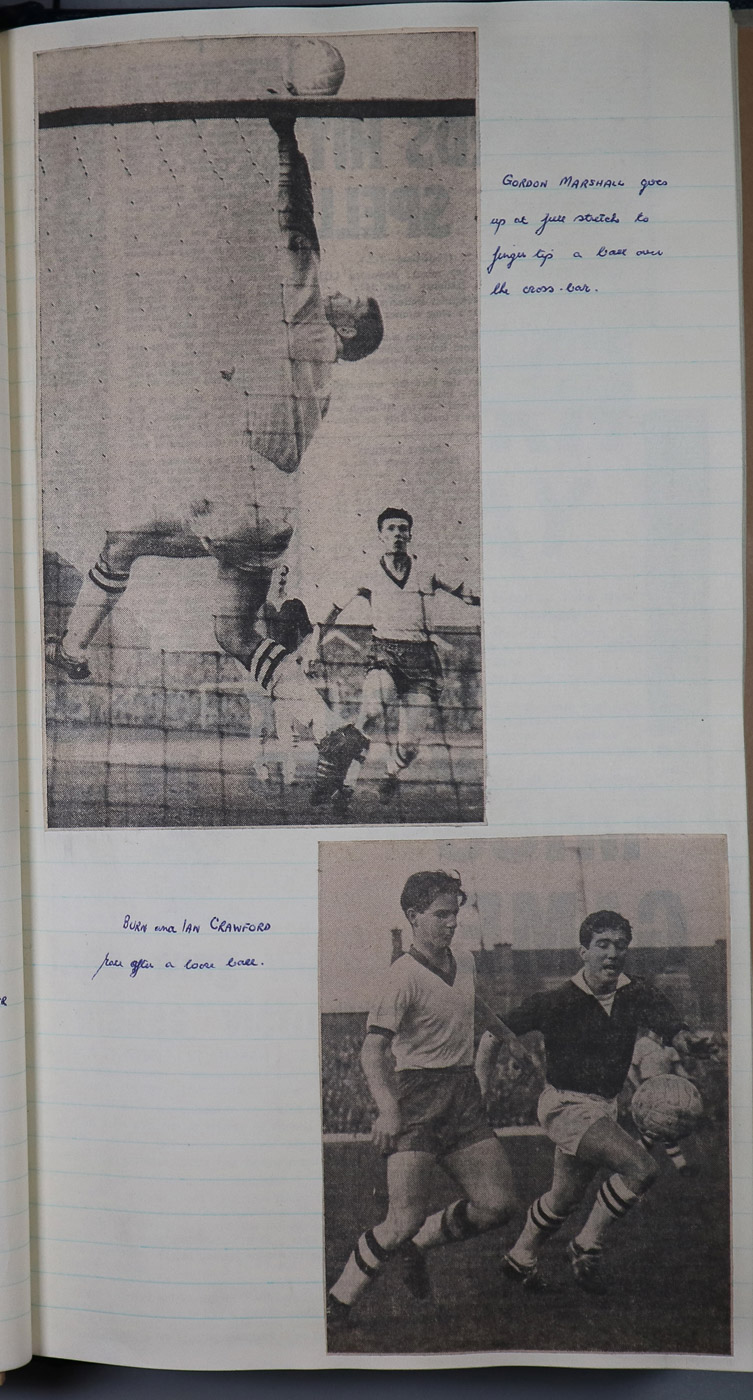 GORDON MARSHALL goes
up at full stretch to
finger tip a ball over
the cross-bar.
BURN and IAN CRAWFORD
race after a loose ball.
ER